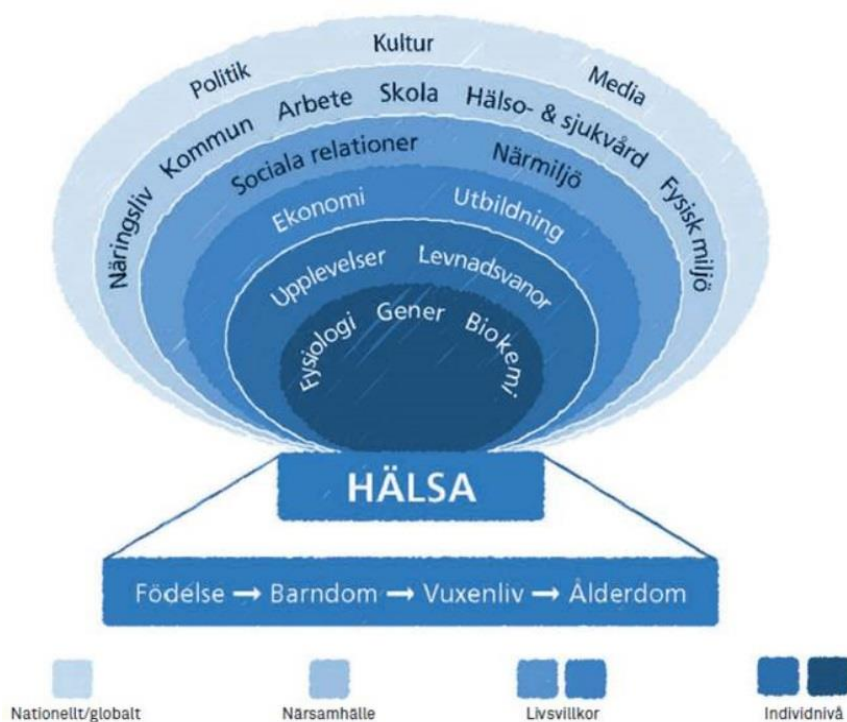 Politik Kultur Media
Näringsliv Kommun Arbete Skola Hälso- & sjukvård Fysisk miljö
Sociala relationer Närmiljö
Ekonomi Utbildning
Upplevelser Levnadsvanor
Fysiologi Gener Biokemi
HÄLSA
Födelse → Barndom → Vuxenliv → Ålderdom
Nationellt/globalt Närsamhälle Livsvillkor Individnivå